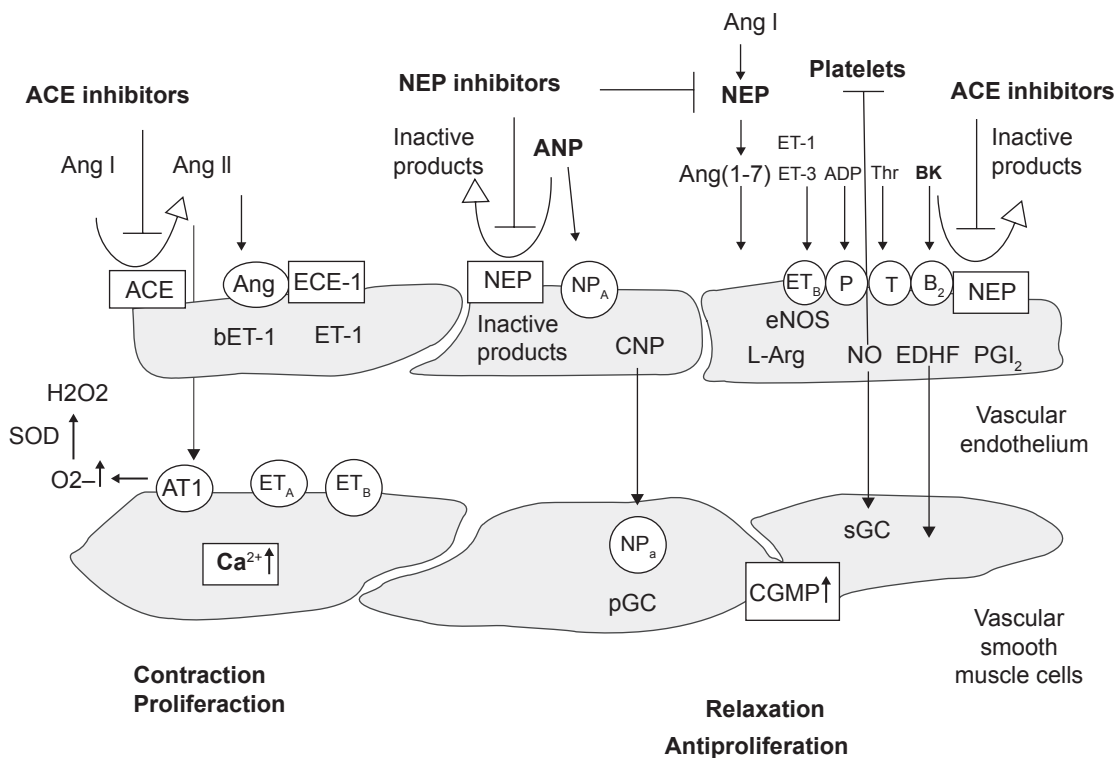 Ang I
ACE inhibitors
NEP inhibitors
NEP
Platelets
ACE inhibitors
Ang I
Ang II
Inactive
products
ANP
Ang(1-7)
ET-1
ET-3
ADP
Thr
BK
Inactive
products
ACE
Ang
ECE-1
NEP
NPA
ETB
P
T
B2
NEP
bET-1
ET-1
Inactive
products
CNP
eNOS
L-Arg
NO
EDHF
PGI2
H2O2
SOD
O2–
Vascular
endothelium
AT1
ETA
ETB
Ca2+
NPa
pGC
sGC
CGMP
Vascular
smooth
muscle cells
Contraction
Proliferaction
Relaxation
Antiproliferation